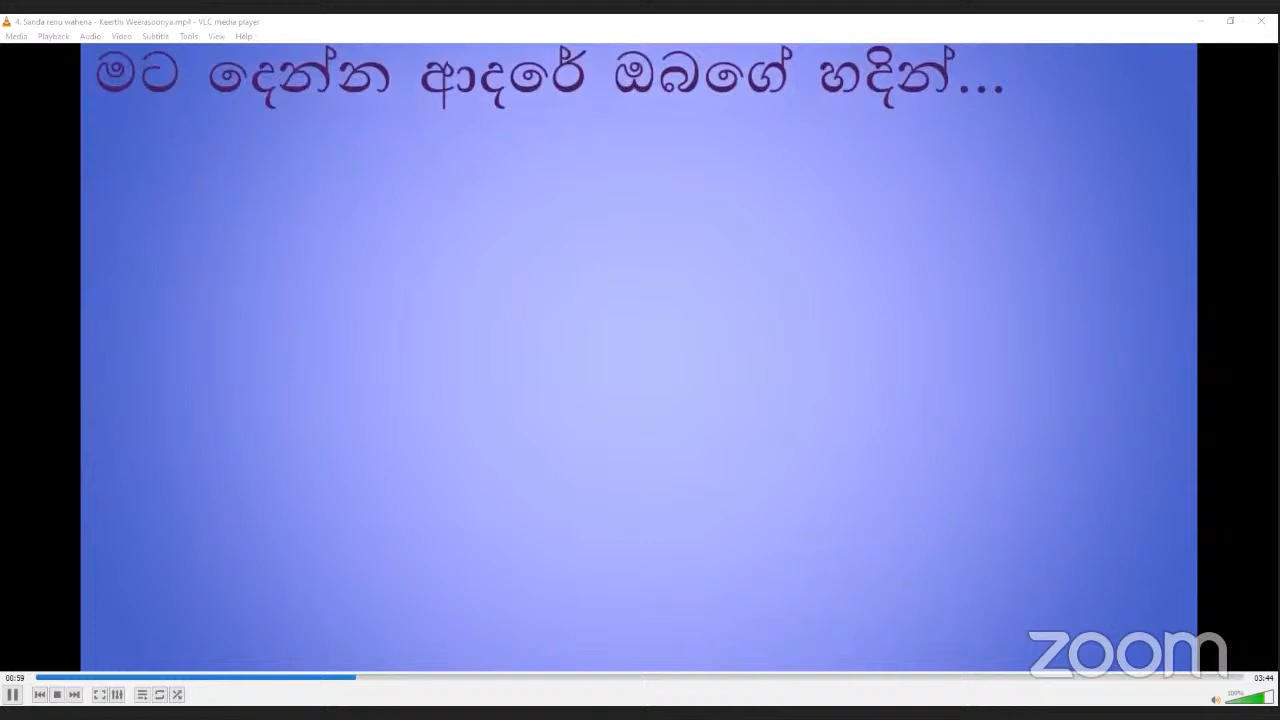 4. Sanda renu wahena - Keerthi Weerasooriya.mp4 - VLC media player
Media Playback Audio Video Subtitle Tools View Help
මට දෙන්න ආදරේ ඔබගේ හදින්...
zoom
00:59 03:44
100%